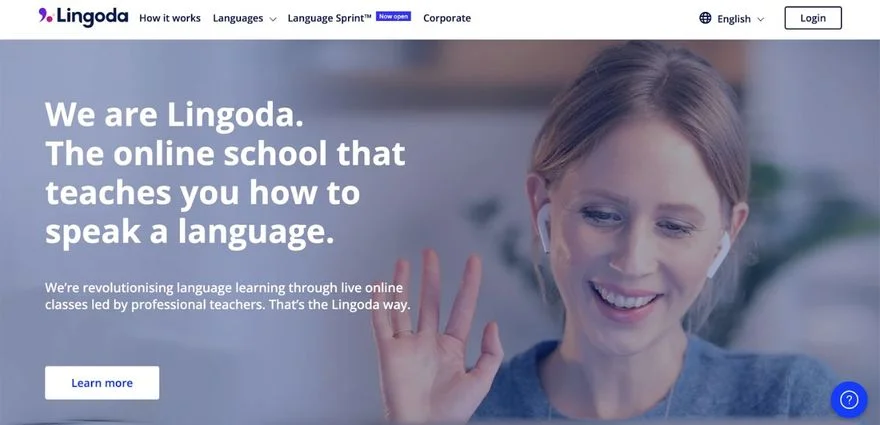 Lingoda How it works Languages Language Sprint™ Now open Corporate English Login
We are Lingoda.
The online school that
teaches you how to
speak a language.
We're revolutionising language learning through live online
classes led by professional teachers. That's the Lingoda way.
Learn more
?